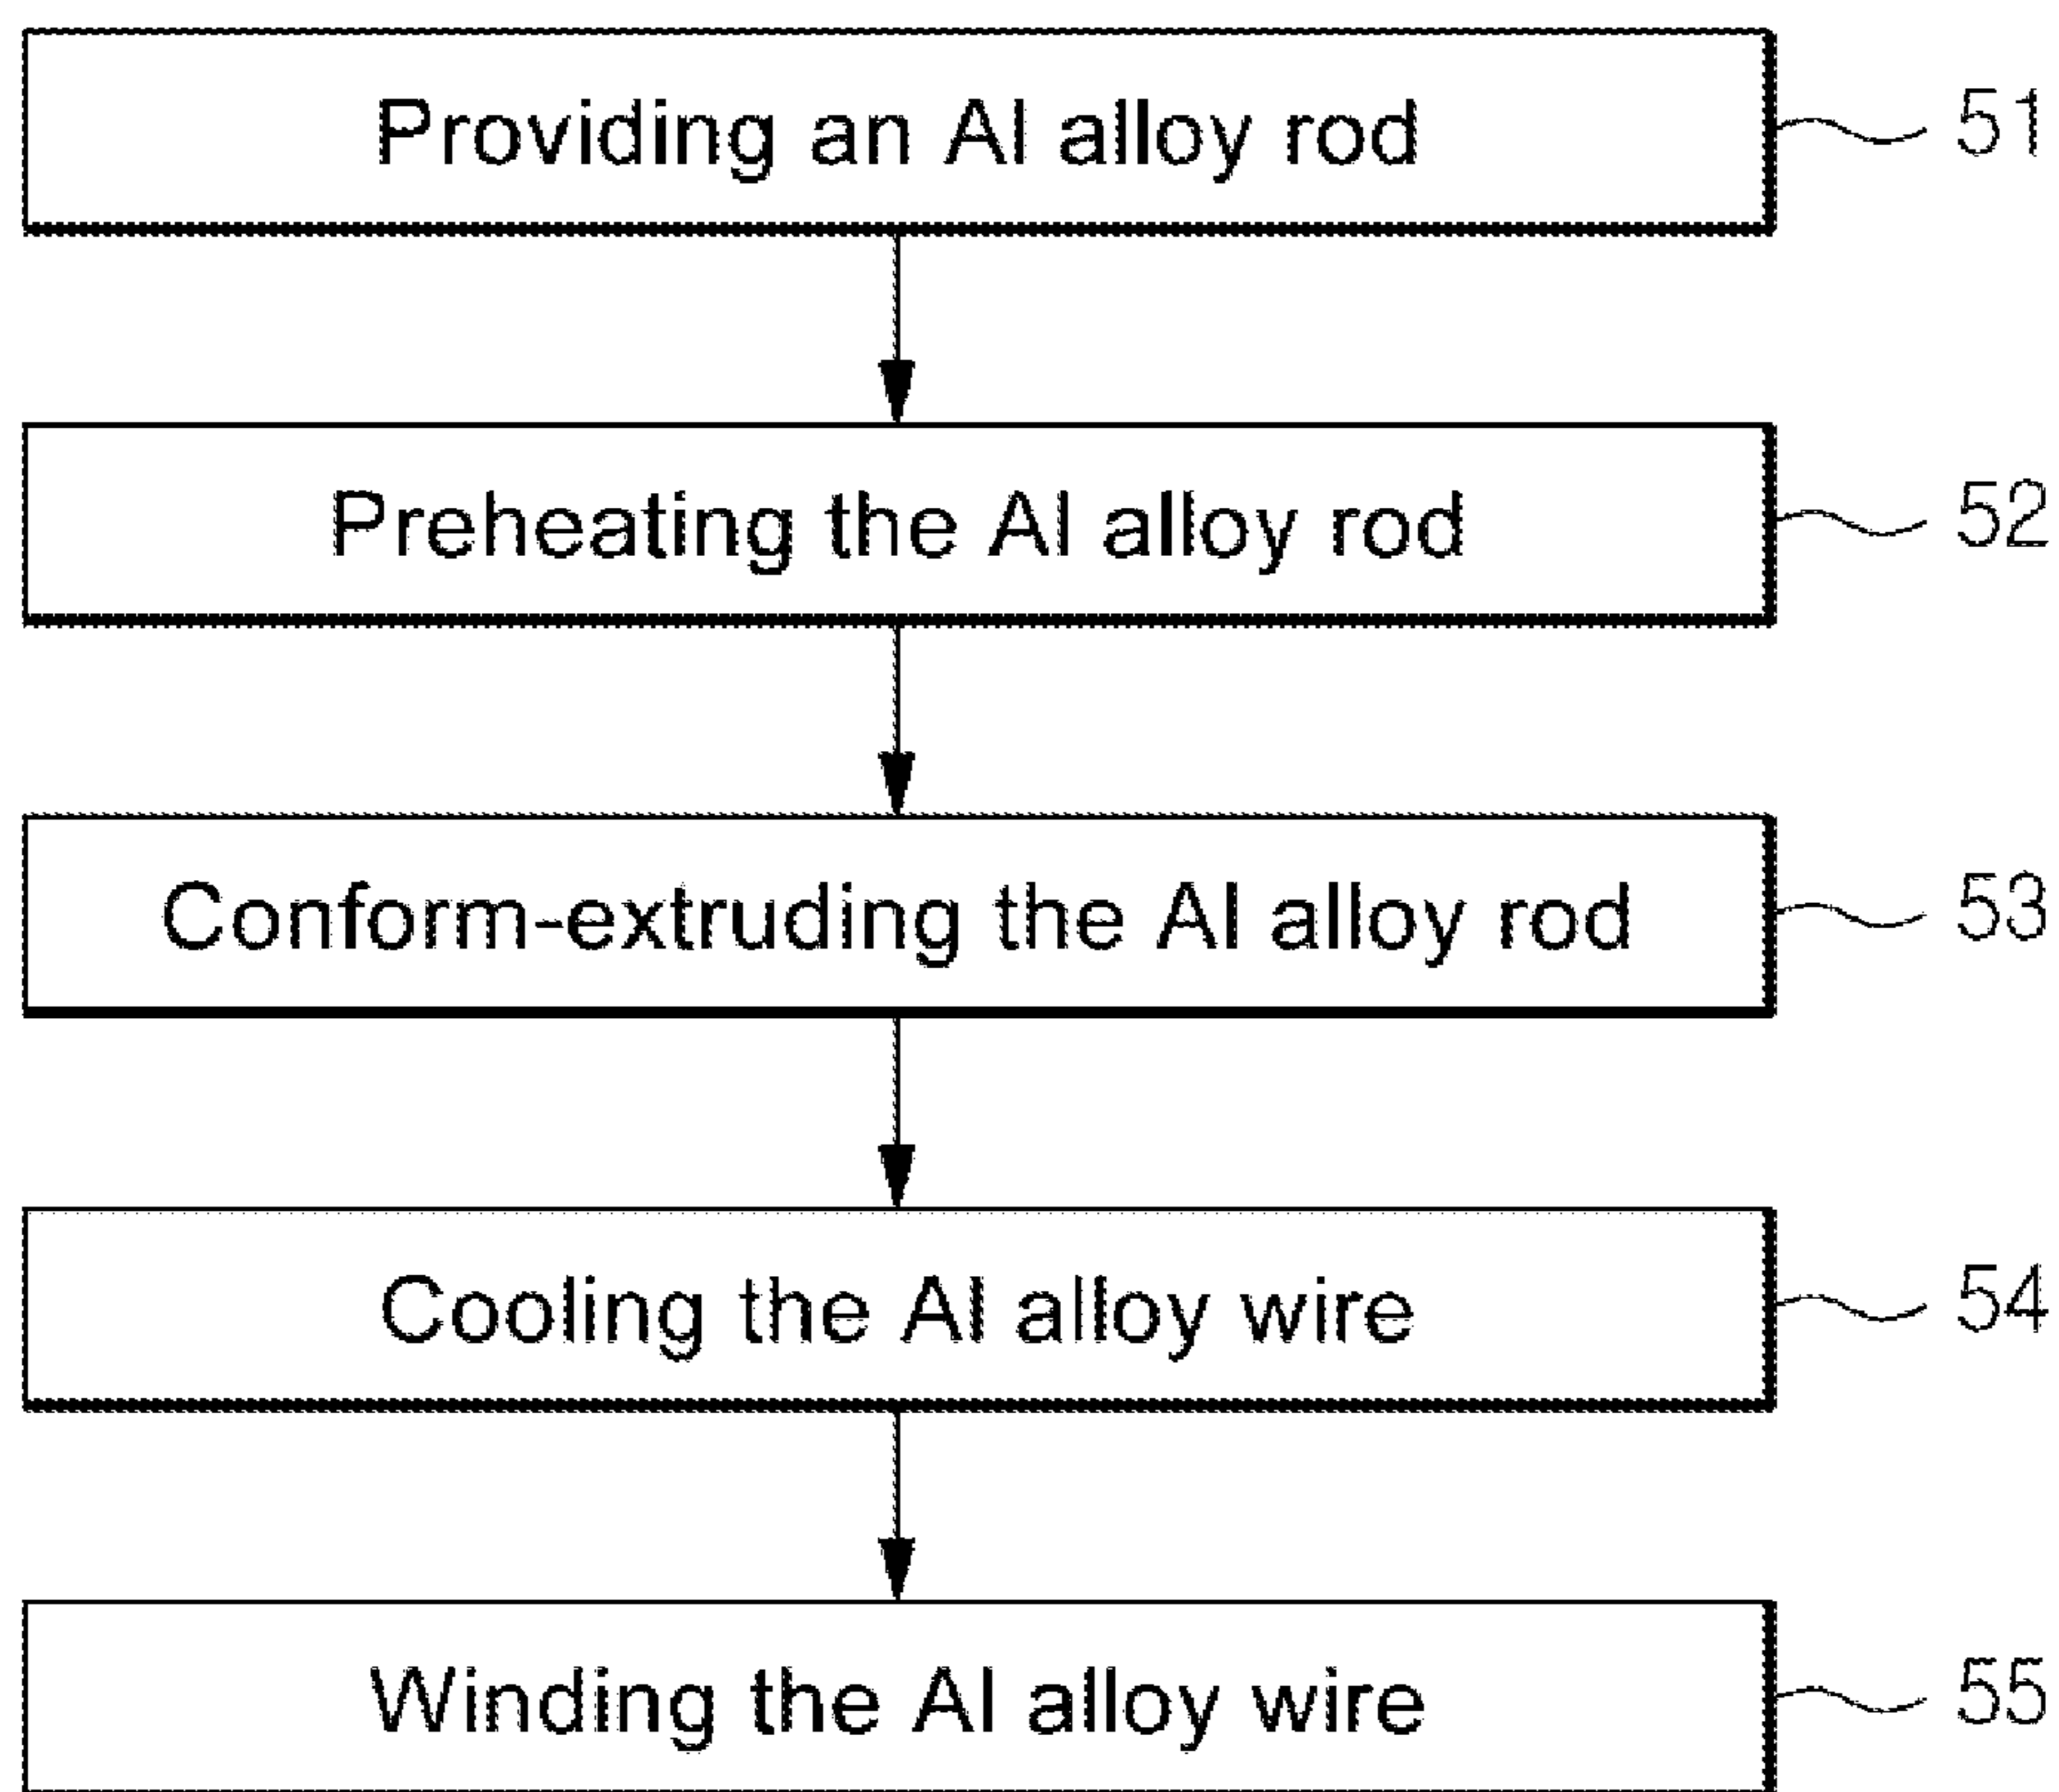 Providing an Al alloy rod 51
Preheating the Al alloy rod 52
Conform-extruding the Al alloy rod 53
Cooling the Al alloy wire 54
Winding the Al alloy wire 55